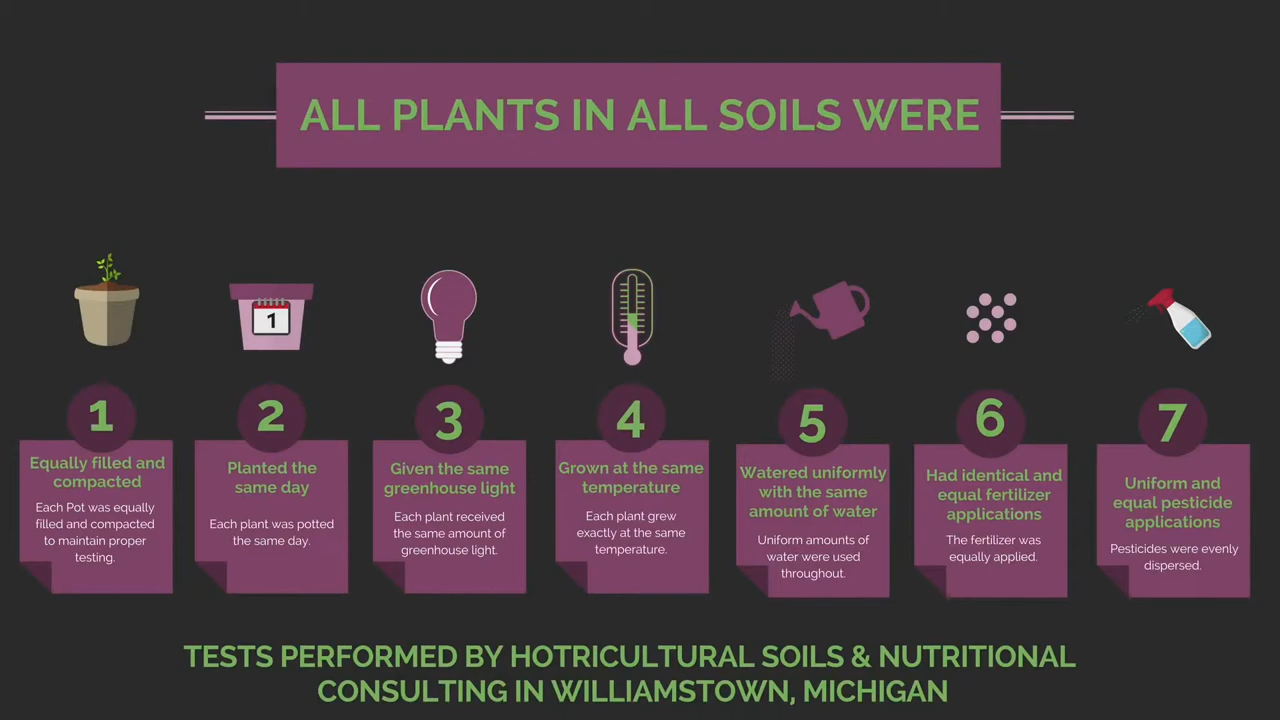 ALL PLANTS IN ALL SOILS WERE
1
1
Equally filled and
compacted
Each Pot was equally
filled and compacted
to maintain proper
testing.
2
Planted the
same day
Each plant was potted
the same day.
3
Given the same
greenhouse light
Each plant received
the same amount of
greenhouse light.
4
Grown at the same
temperature
Each plant grew
exactly at the same
temperature.
5
Watered uniformly
with the same
amount of water
Uniform amounts of
water were used
throughout.
6
Had identical and
equal fertilizer
applications
The fertilizer was
equally applied.
7
Uniform and
equal pesticide
applications
Pesticides were evenly
dispersed.
TESTS PERFORMED BY HOTRICULTURAL SOILS & NUTRITIONAL
CONSULTING IN WILLIAMSTOWN, MICHIGAN